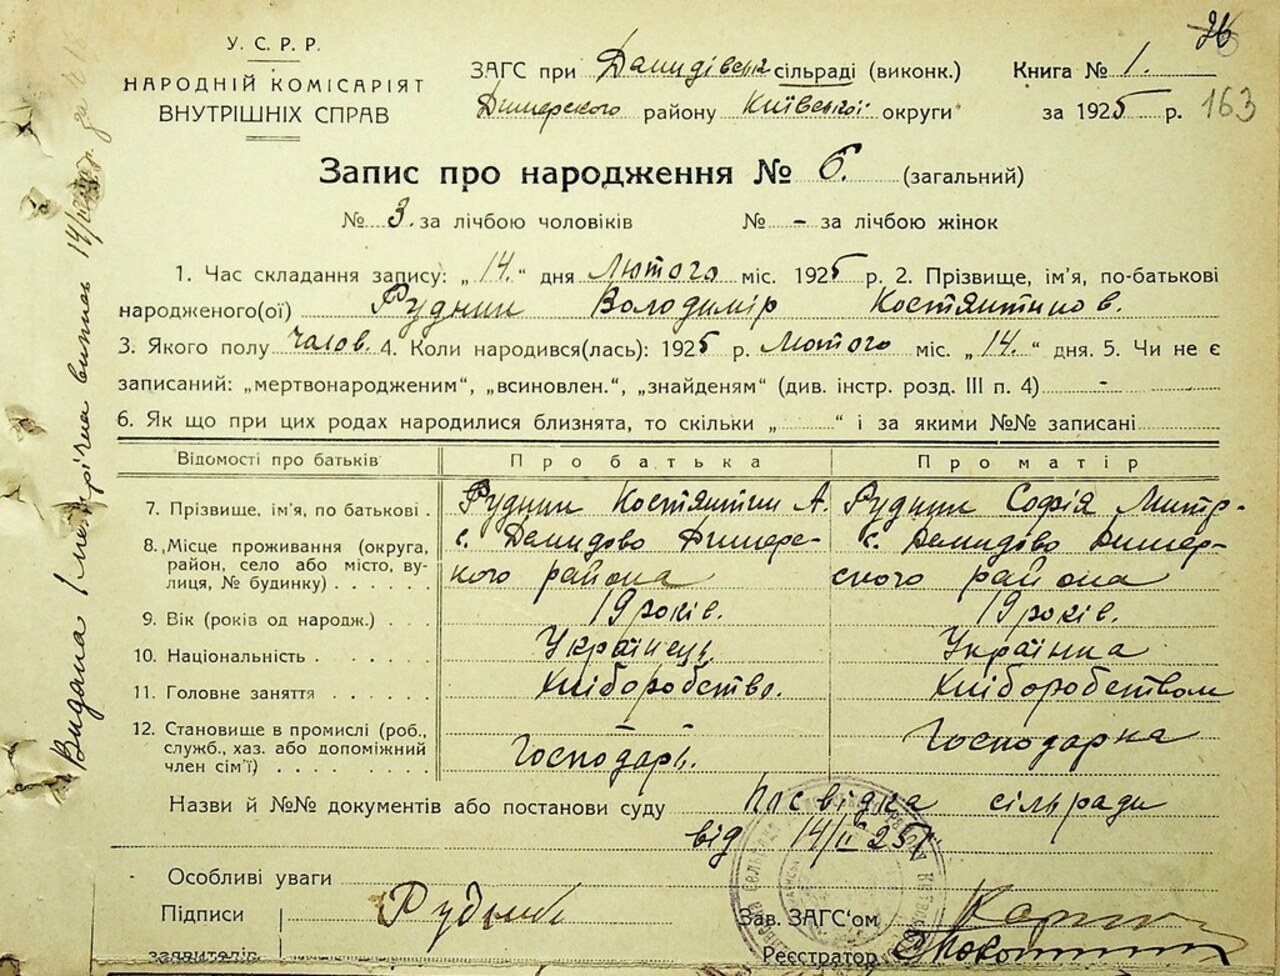 26
У. С. Р. Р.
НАРОДНІЙ КОМІСАРІЯТ
ВНУТРІШНІХ СПРАВ
ЗАГС при Демидівськ сільраді (виконк.)
Димерского району Київської округи
Книга № 1.
за 1925 р. 163
Запис про народження № 6. (загальний)
№ 3. за лічбою чоловіків № - за лічбою жінок
1. Час складання запису: „14.“ дня Лютого міс. 1925 р. 2. Прізвище, ім'я, по-батькові
народженого(ої) Рудник Володимір Костянтинов.
3. Якого полу чолов. 4. Коли народився(лась): 1925 р. Лютого міс. „14.“ дня. 5. Чи не є
записаний: „мертвонародженим“, „всиновлен.“, „знайденям“ (див. інстр. розд. III п. 4) -
6. Як що при цих родах народилися близнята, то скільки „ “ і за якими №№ записані
Відомості про батьків Про батька Про матір
7. Прізвище, ім'я, по батькові . Рудник Костянтин А. Рудник Софія Митр-
8. Місце проживання (округа, с. Демидово Димерс- с. Демидово Димер-
район, село або місто, ву- кого района ского района
лиця, № будинку) . . . . . .
9. Вік (років од народж.) . . . 19 років. 19 років.
10. Національність . . . . . . Українець. Українка
11. Головне заняття . . . . . . Хліборобство. Хліборобством
12. Становище в промислі (роб., - -
служб., хаз. або допоміжний Господарь. Господарка
член сім'ї) . . . . . . . .
Назви й №№ документів або постанови суду посвідка сільради
від 14/II 25
Особливі уваги
Підписи Рудник Зав. ЗАГС'ом
заявителів Реєстратор
Видана метрічна випись